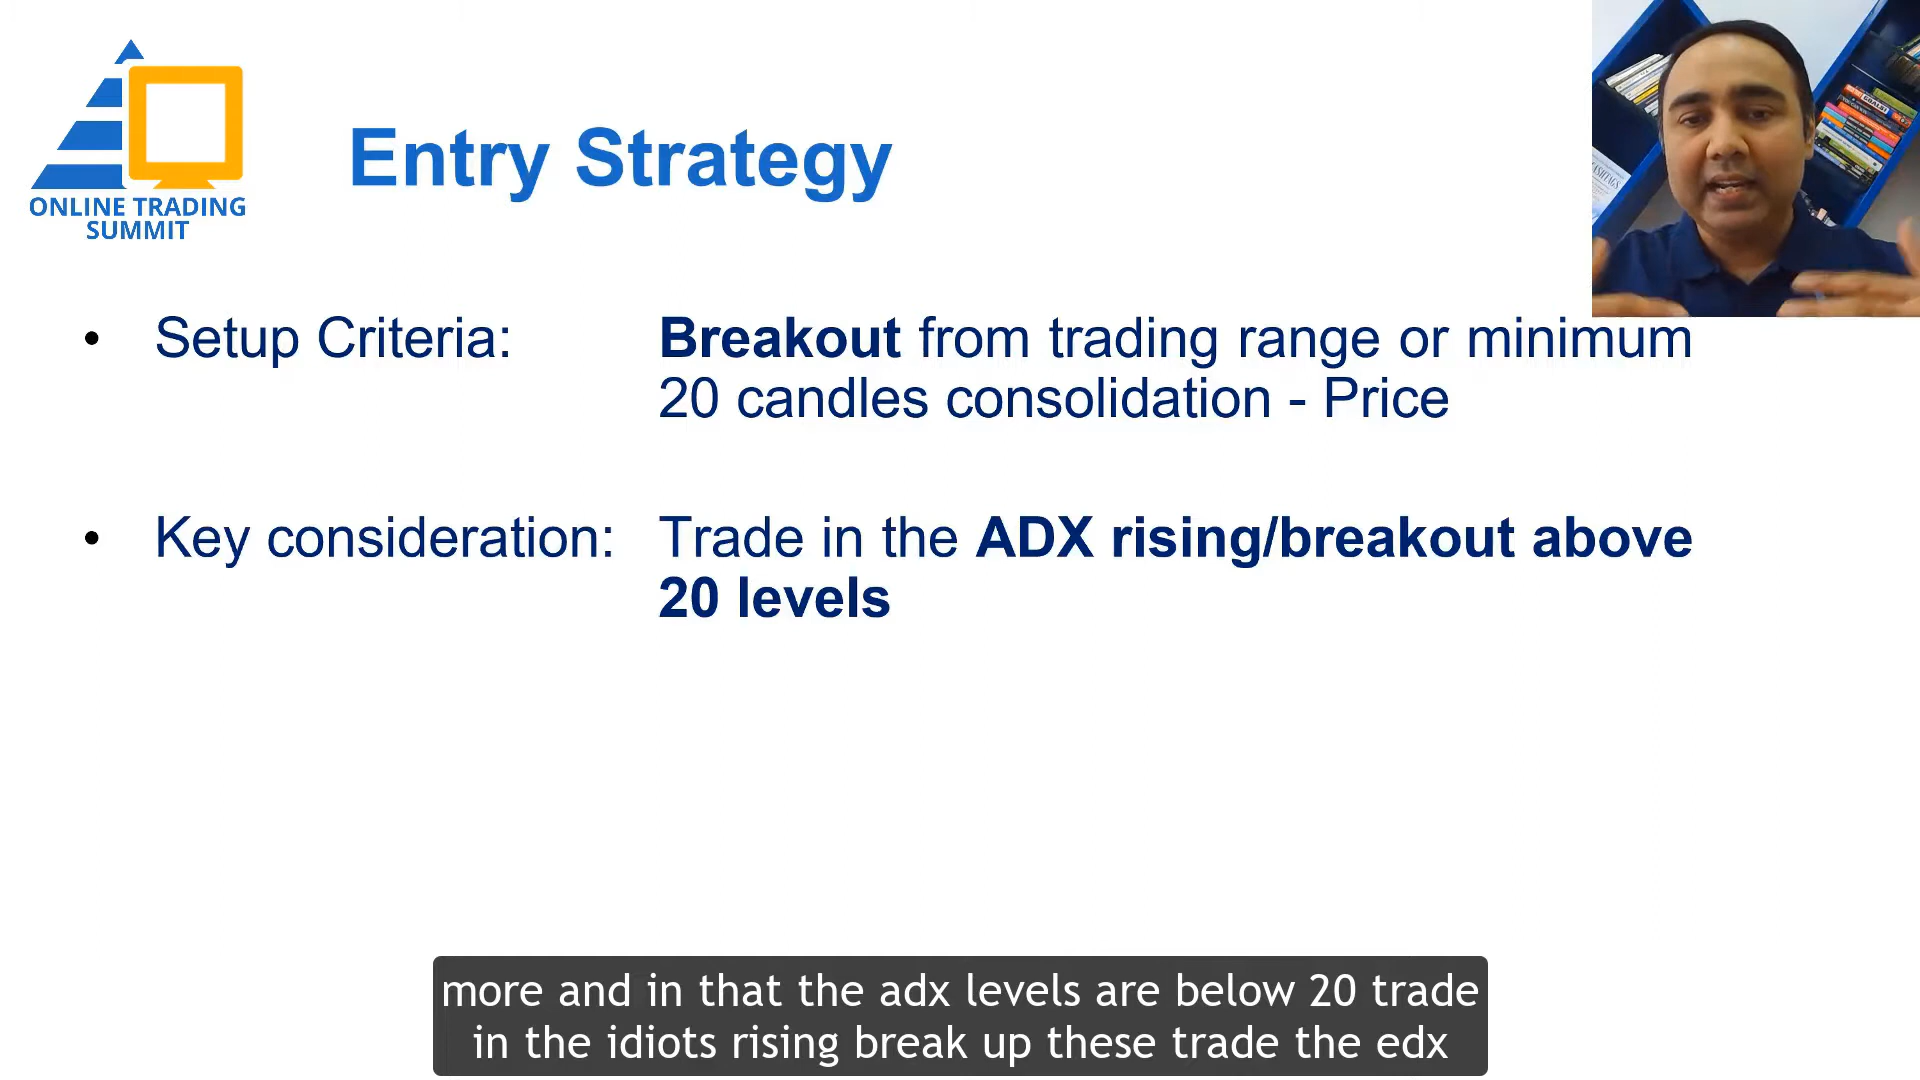 ONLINE TRADING
SUMMIT
Entry Strategy
• Setup Criteria: Breakout from trading range or minimum
20 candles consolidation - Price
• Key consideration: Trade in the ADX rising/breakout above
20 levels
more and in that the adx levels are below 20 trade
in the idiots rising break up these trade the edx